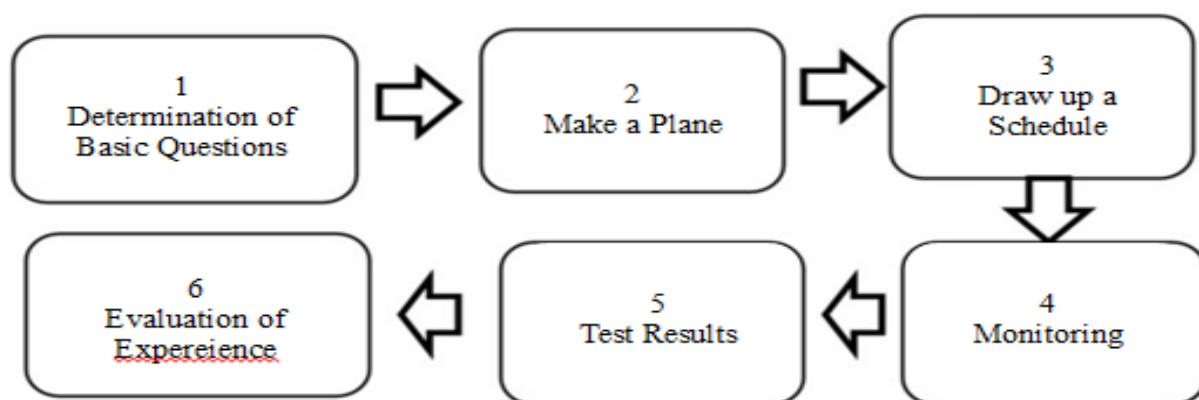 1
Determination of
Basic Questions
2
Make a Plane
3
Draw up a
Schedule
4
Monitoring
5
Test Results
6
Evaluation of
Expereience